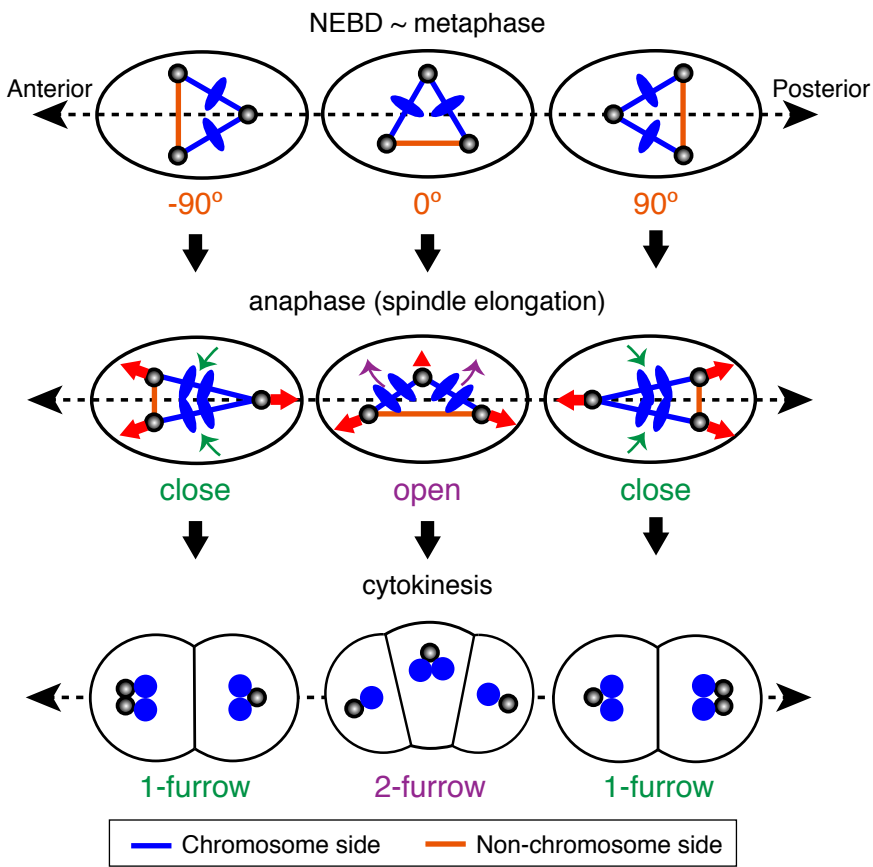 NEBD ~ metaphase
Anterior
Posterior
-90º
0º
90º
anaphase (spindle elongation)
close
open
close
cytokinesis
1-furrow
2-furrow
1-furrow
Chromosome side
Non-chromosome side